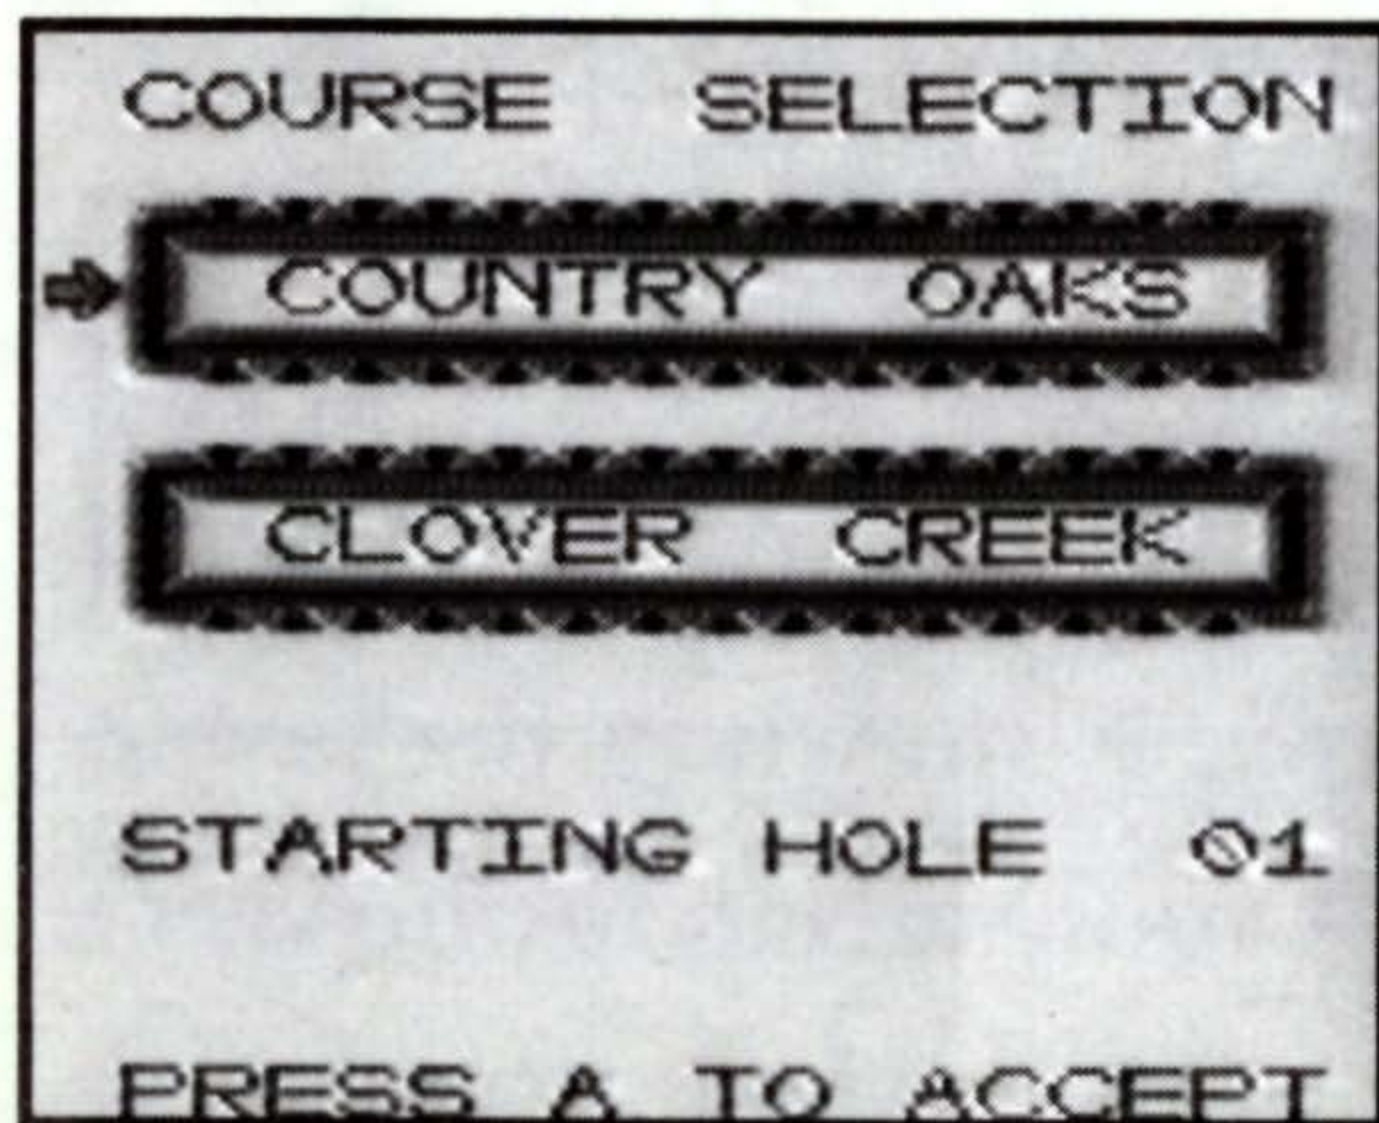 COURSE SELECTION
COUNTRY OAKS
CLOVER CREEK
STARTING HOLE 01
PRESS A TO ACCEPT